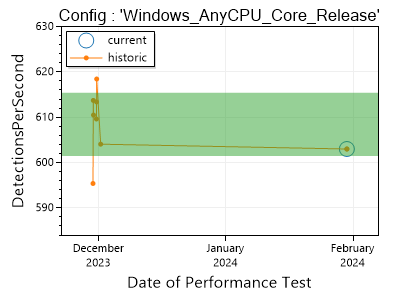 Config : 'Windows_AnyCPU_Core_Release'
current
historic
630
620
610
600
590
DetectionsPerSecond
December
2023
January
2024
February
2024
Date of Performance Test